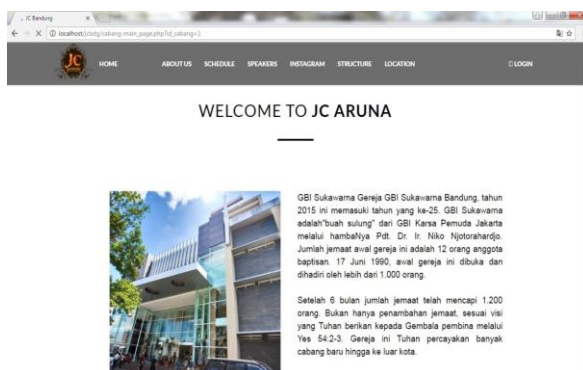 JC Bandung
localhost/jcbdg/cabang-main_page.php?id_cabang=1
JC
HOME ABOUT US SCHEDULE SPEAKERS INSTAGRAM STRUCTURE LOCATION LOGIN
WELCOME TO JC ARUNA
GBI Sukawarna Gereja GBI Sukawarna Bandung, tahun
2015 ini memasuki tahun yang ke-25. GBI Sukawarna
adalah"buah sulung" dari GBI Karsa Pemuda Jakarta
melalui hambaNya Pdt. Dr. Ir. Niko Njotorahardjo.
Jumlah jemaat awal gereja ini adalah 12 orang anggota
baptisan. 17 Juni 1990, awal gereja ini dibuka dan
dihadiri oleh lebih dari 1.000 orang.
Setelah 6 bulan jumlah jemaat telah mencapi 1.200
orang. Bukan hanya penambahan jemaat, sesuai visi
yang Tuhan berikan kepada Gembala pembina melalui
Yes 54:2-3. Gereja ini Tuhan percayakan banyak
cabang baru hingga ke luar kota.